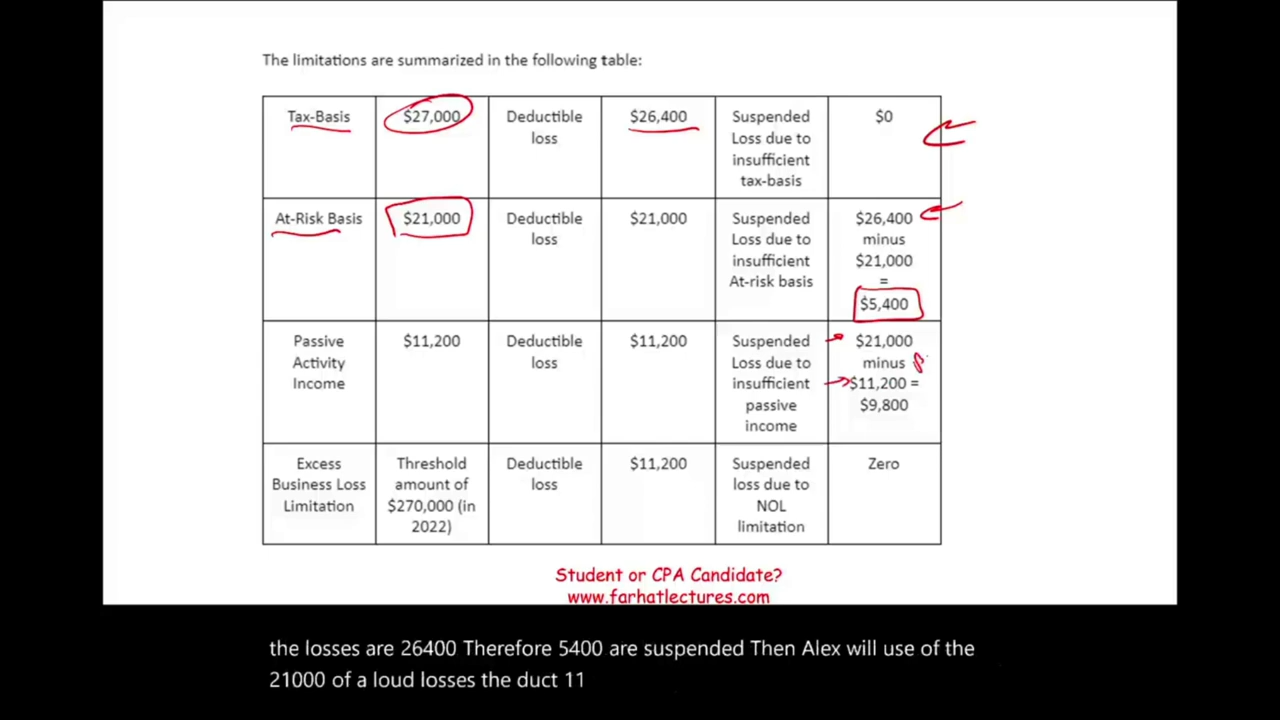 The limitations are summarized in the following table:
Tax-Basis
$27,000
Deductible
loss
$26,400
Suspended
Loss due to
insufficient
tax-basis
$0
At-Risk Basis
$21,000
Deductible
loss
$21,000
Suspended
Loss due to
insufficient
At-risk basis
$26,400
minus
$21,000
=
$5,400
Passive
Activity
Income
$11,200
Deductible
loss
$11,200
Suspended
Loss due to
insufficient
passive
income
$21,000
minus
$11,200 =
$9,800
Excess
Business Loss
Limitation
Threshold
amount of
$270,000 (in
2022)
Deductible
loss
$11,200
Suspended
loss due to
NOL
limitation
Zero
Student or CPA Candidate?
www.farhatlectures.com
the losses are 26400 Therefore 5400 are suspended Then Alex will use of the
21000 of a loud losses the duct 11